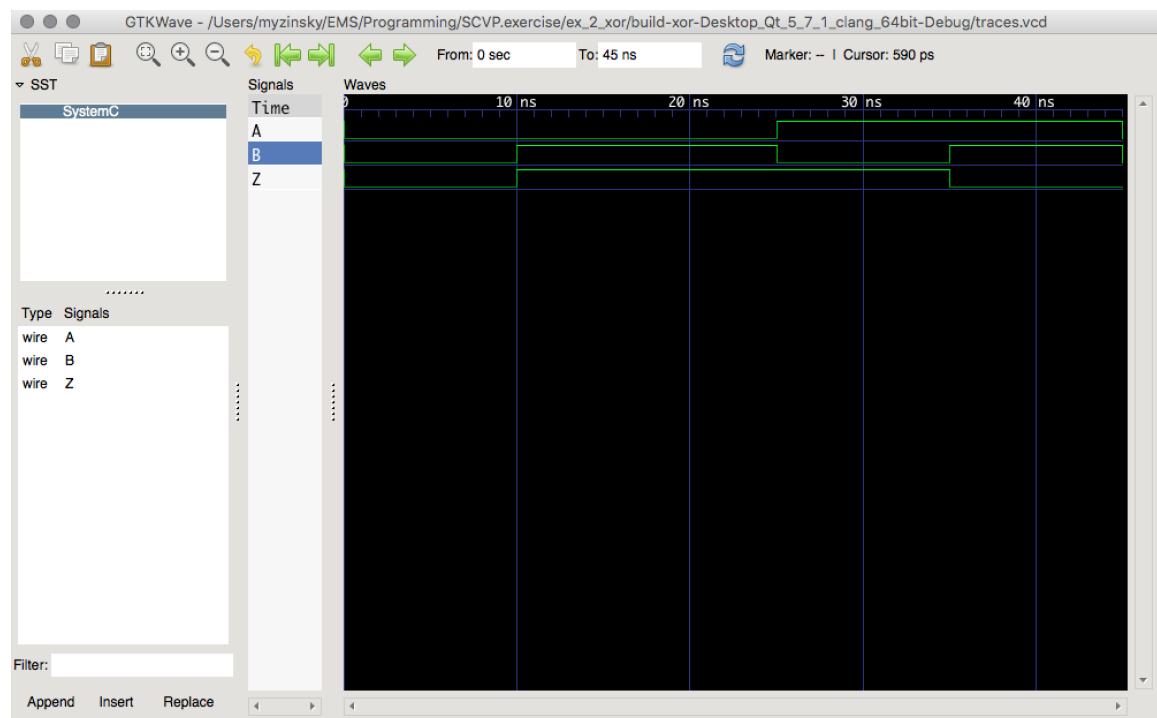 GTKWave - /Users/myzinsky/EMS/Programming/SCVP.exercise/ex_2_xor/build-xor-Desktop_Qt_5_7_1_clang_64bit-Debug/traces.vcd
From: 0 sec To: 45 ns Marker: -- | Cursor: 590 ps
SST
SystemC
Type Signals
wire A
wire B
wire Z
Filter:
Append Insert Replace
Signals
Time
A
B
Z
Waves
0 10 ns 20 ns 30 ns 40 ns